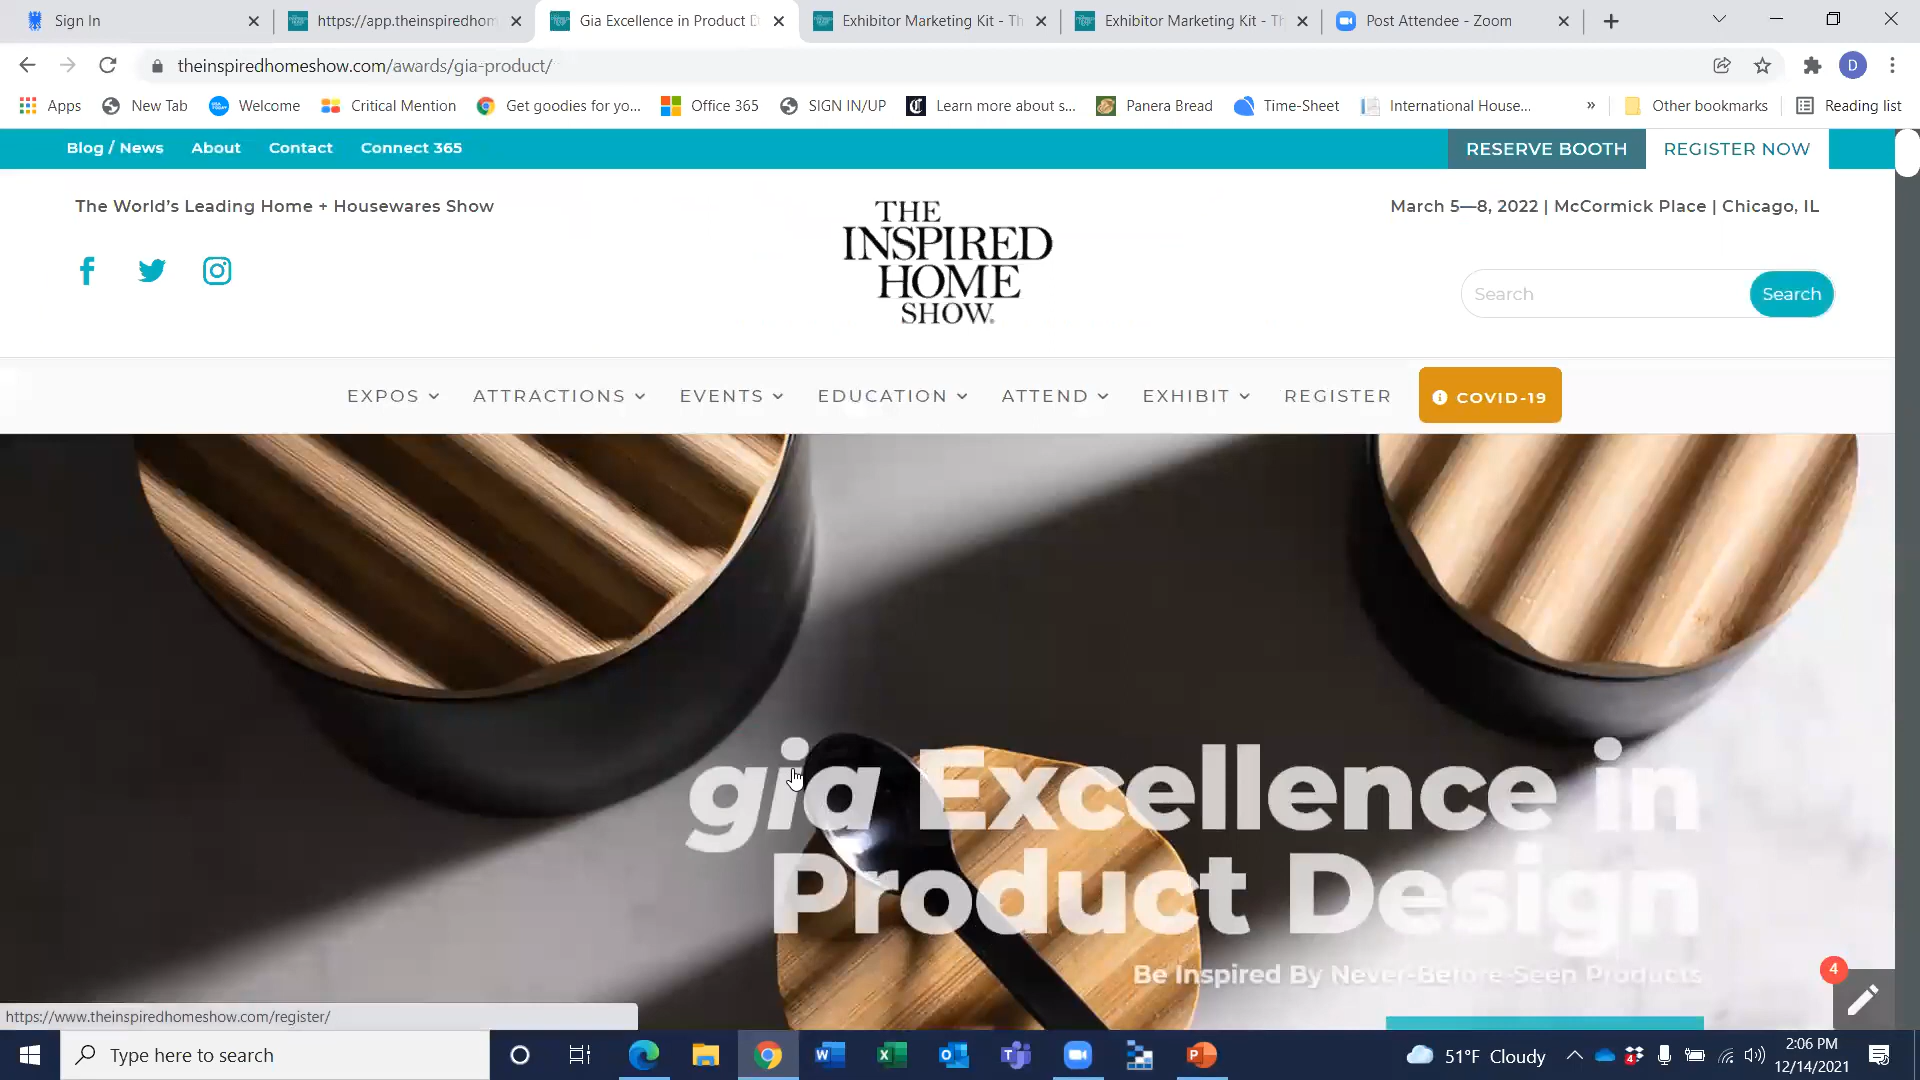 Sign In
https://app.theinspiredhom
Gia Excellence in Product D
Exhibitor Marketing Kit - Th
Exhibitor Marketing Kit - Th
Post Attendee - Zoom
theinspiredhomeshow.com/awards/gia-product/
D
Apps
New Tab
Welcome
Critical Mention
Get goodies for yo...
Office 365
SIGN IN/UP
Learn more about s...
Panera Bread
Time-Sheet
International House...
»
Other bookmarks
Reading list
Blog / News
About
Contact
Connect 365
RESERVE BOOTH
REGISTER NOW
The World's Leading Home + Housewares Show
THE
INSPIRED
HOME
SHOW.
March 5—8, 2022 | McCormick Place | Chicago, IL
Search
Search
EXPOS
ATTRACTIONS
EVENTS
EDUCATION
ATTEND
EXHIBIT
REGISTER
COVID-19
gia Excellence in
Product Design
Be Inspired By Never-Before-Seen Products
4
https://www.theinspiredhomeshow.com/register/
Type here to search
51°F Cloudy
2:06 PM
12/14/2021